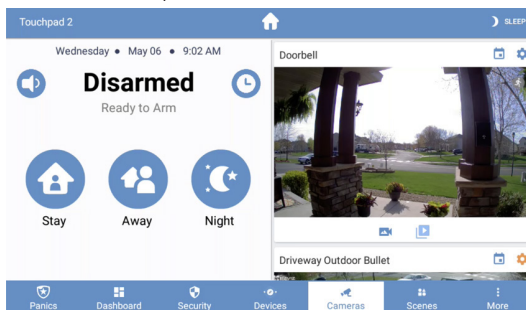 Touchpad 2
SLEEP
Wednesday • May 06 • 9:02 AM
Disarmed
Ready to Arm
Stay
Away
Night
Doorbell
Driveway Outdoor Bullet
Panics
Dashboard
Security
Devices
Cameras
Scenes
More